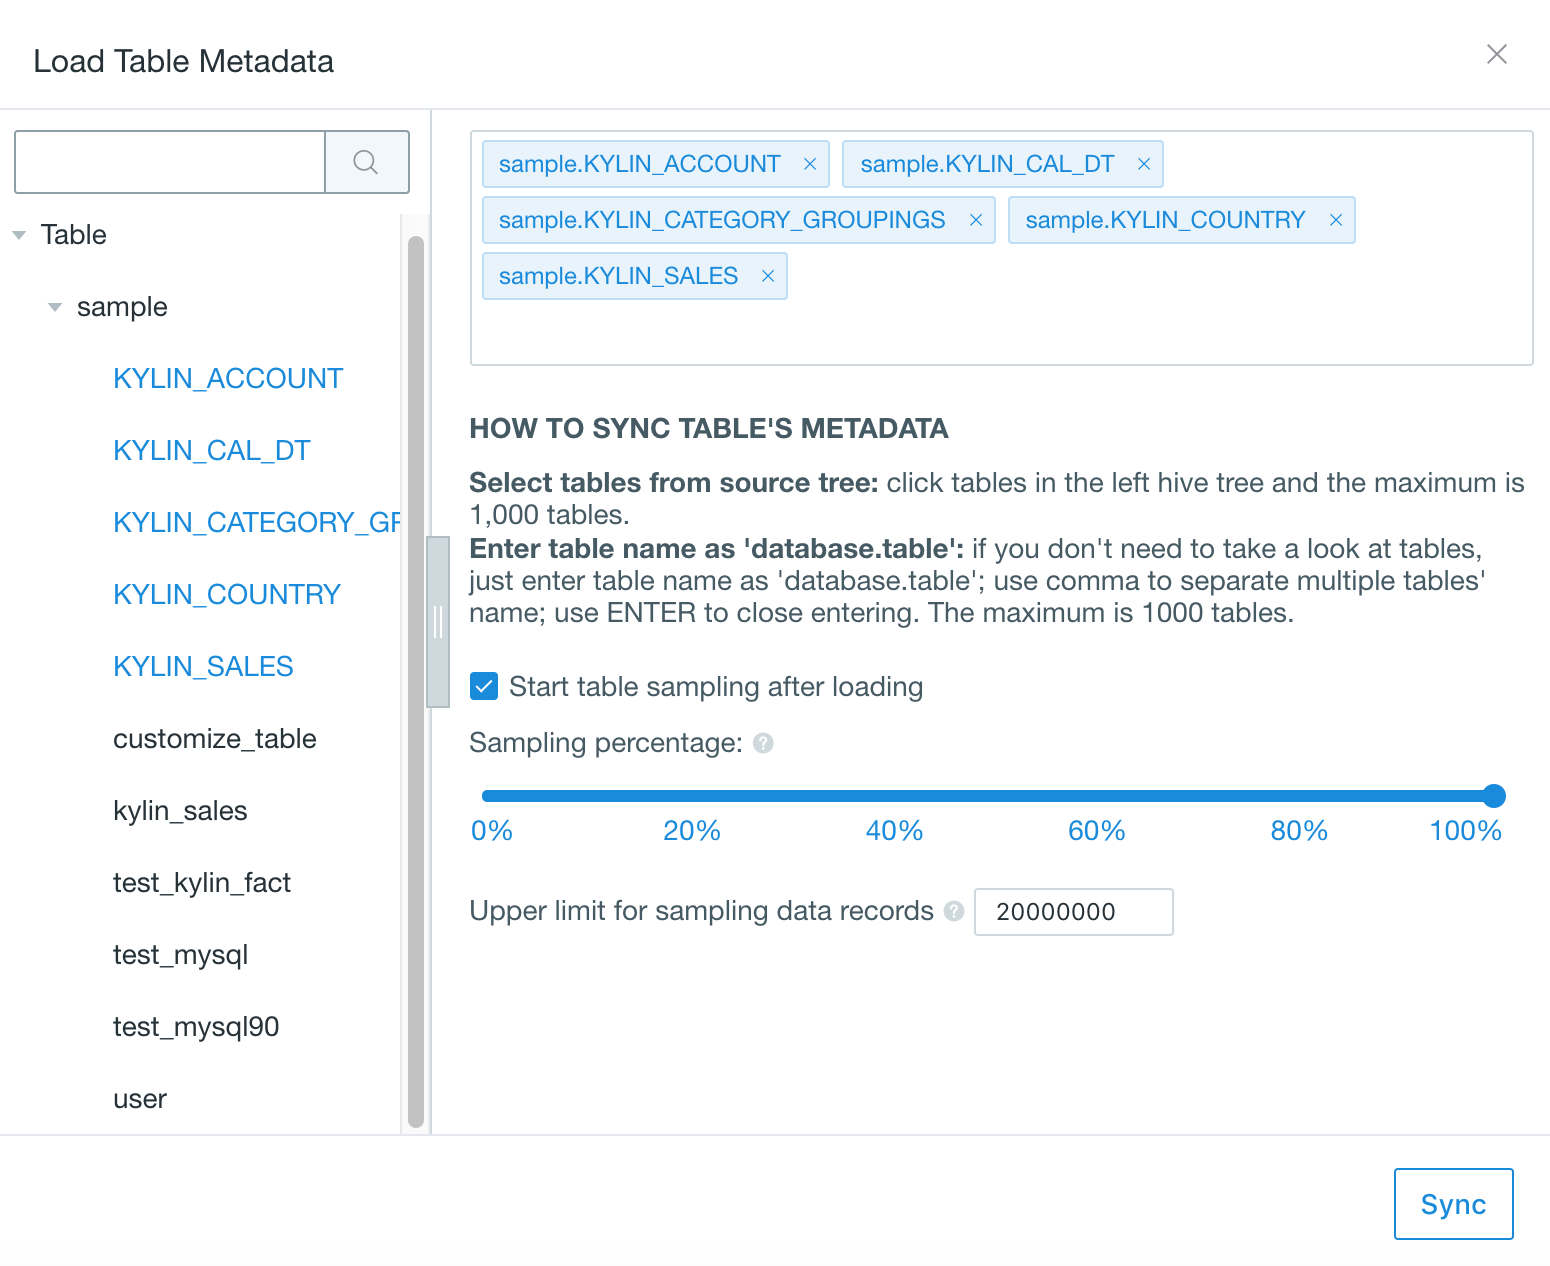 Load Table Metadata
Table
sample
KYLIN_ACCOUNT
KYLIN_CAL_DT
KYLIN_CATEGORY_GR
KYLIN_COUNTRY
KYLIN_SALES
customize_table
kylin_sales
test_kylin_fact
test_mysql
test_mysql90
user
sample.KYLIN_ACCOUNT × sample.KYLIN_CAL_DT ×
sample.KYLIN_CATEGORY_GROUPINGS × sample.KYLIN_COUNTRY ×
sample.KYLIN_SALES ×
HOW TO SYNC TABLE'S METADATA
Select tables from source tree: click tables in the left hive tree and the maximum is
1,000 tables.
Enter table name as 'database.table': if you don't need to take a look at tables,
just enter table name as 'database.table'; use comma to separate multiple tables'
name; use ENTER to close entering. The maximum is 1000 tables.
Start table sampling after loading
Sampling percentage: ?
0% 20% 40% 60% 80% 100%
Upper limit for sampling data records ? 20000000
Sync